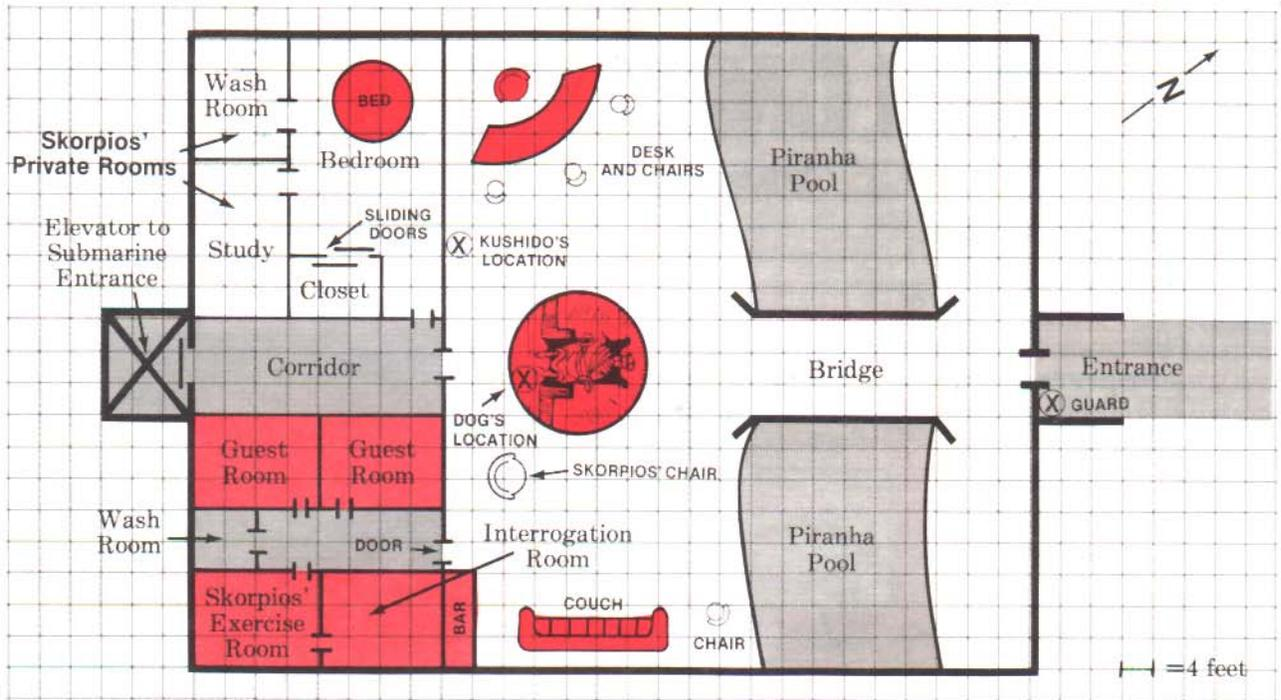 Wash
Room
BED
Skorpios'
Private Rooms
Bedroom
DESK
AND CHAIRS
Piranha
Pool
N
Elevator to
Submarine
Entrance
Study
SLIDING
DOORS
Closet
X
KUSHIDO'S
LOCATION
Corridor
X
DOG'S
LOCATION
Bridge
Entrance
X
GUARD
Guest
Room
Guest
Room
SKORPIOS' CHAIR
Wash
Room
DOOR
Interrogation
Room
Piranha
Pool
Skorpios'
Exercise
Room
BAR
COUCH
CHAIR
=4 feet